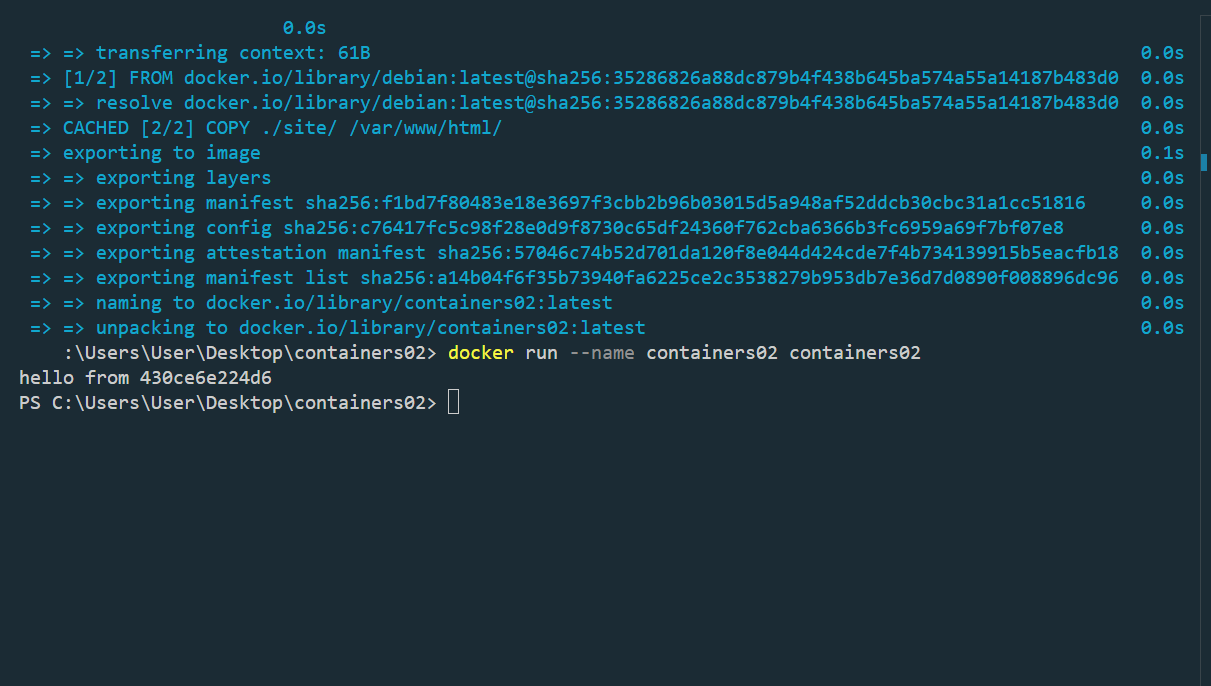 0.0s
=> => transferring context: 61B 0.0s
=> [1/2] FROM docker.io/library/debian:latest@sha256:35286826a88dc879b4f438b645ba574a55a14187b483d0 0.0s
=> => resolve docker.io/library/debian:latest@sha256:35286826a88dc879b4f438b645ba574a55a14187b483d0 0.0s
=> CACHED [2/2] COPY ./site/ /var/www/html/ 0.0s
=> exporting to image 0.1s
=> => exporting layers 0.0s
=> => exporting manifest sha256:f1bd7f80483e18e3697f3cbb2b96b03015d5a948af52ddcb30cbc31a1cc51816 0.0s
=> => exporting config sha256:c76417fc5c98f28e0d9f8730c65df24360f762cba6366b3fc6959a69f7bf07e8 0.0s
=> => exporting attestation manifest sha256:57046c74b52d701da120f8e044d424cde7f4b734139915b5eacfb18 0.0s
=> => exporting manifest list sha256:a14b04f6f35b73940fa6225ce2c3538279b953db7e36d7d0890f008896dc96 0.0s
=> => naming to docker.io/library/containers02:latest 0.0s
=> => unpacking to docker.io/library/containers02:latest 0.0s
:\Users\User\Desktop\containers02> docker run --name containers02 containers02
hello from 430ce6e224d6
PS C:\Users\User\Desktop\containers02>